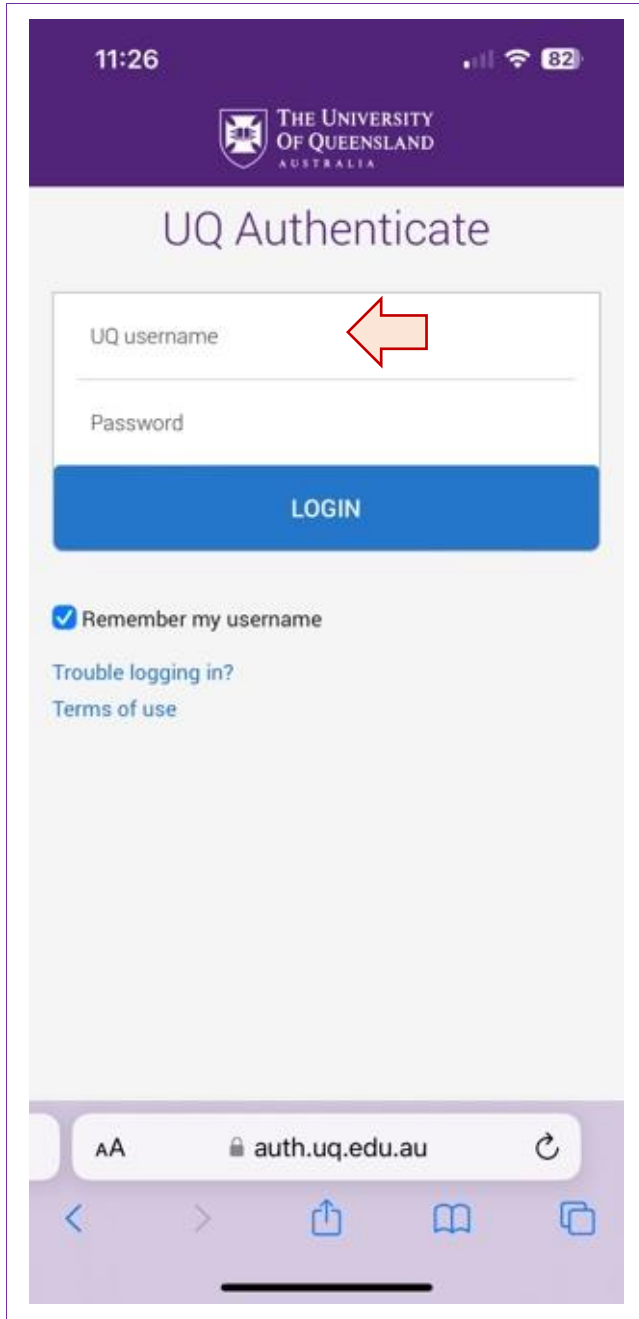 11:26
82
THE UNIVERSITY
OF QUEENSLAND
AUSTRALIA
UQ Authenticate
UQ username
Password
LOGIN
Remember my username
Trouble logging in?
Terms of use
AA
auth.uq.edu.au